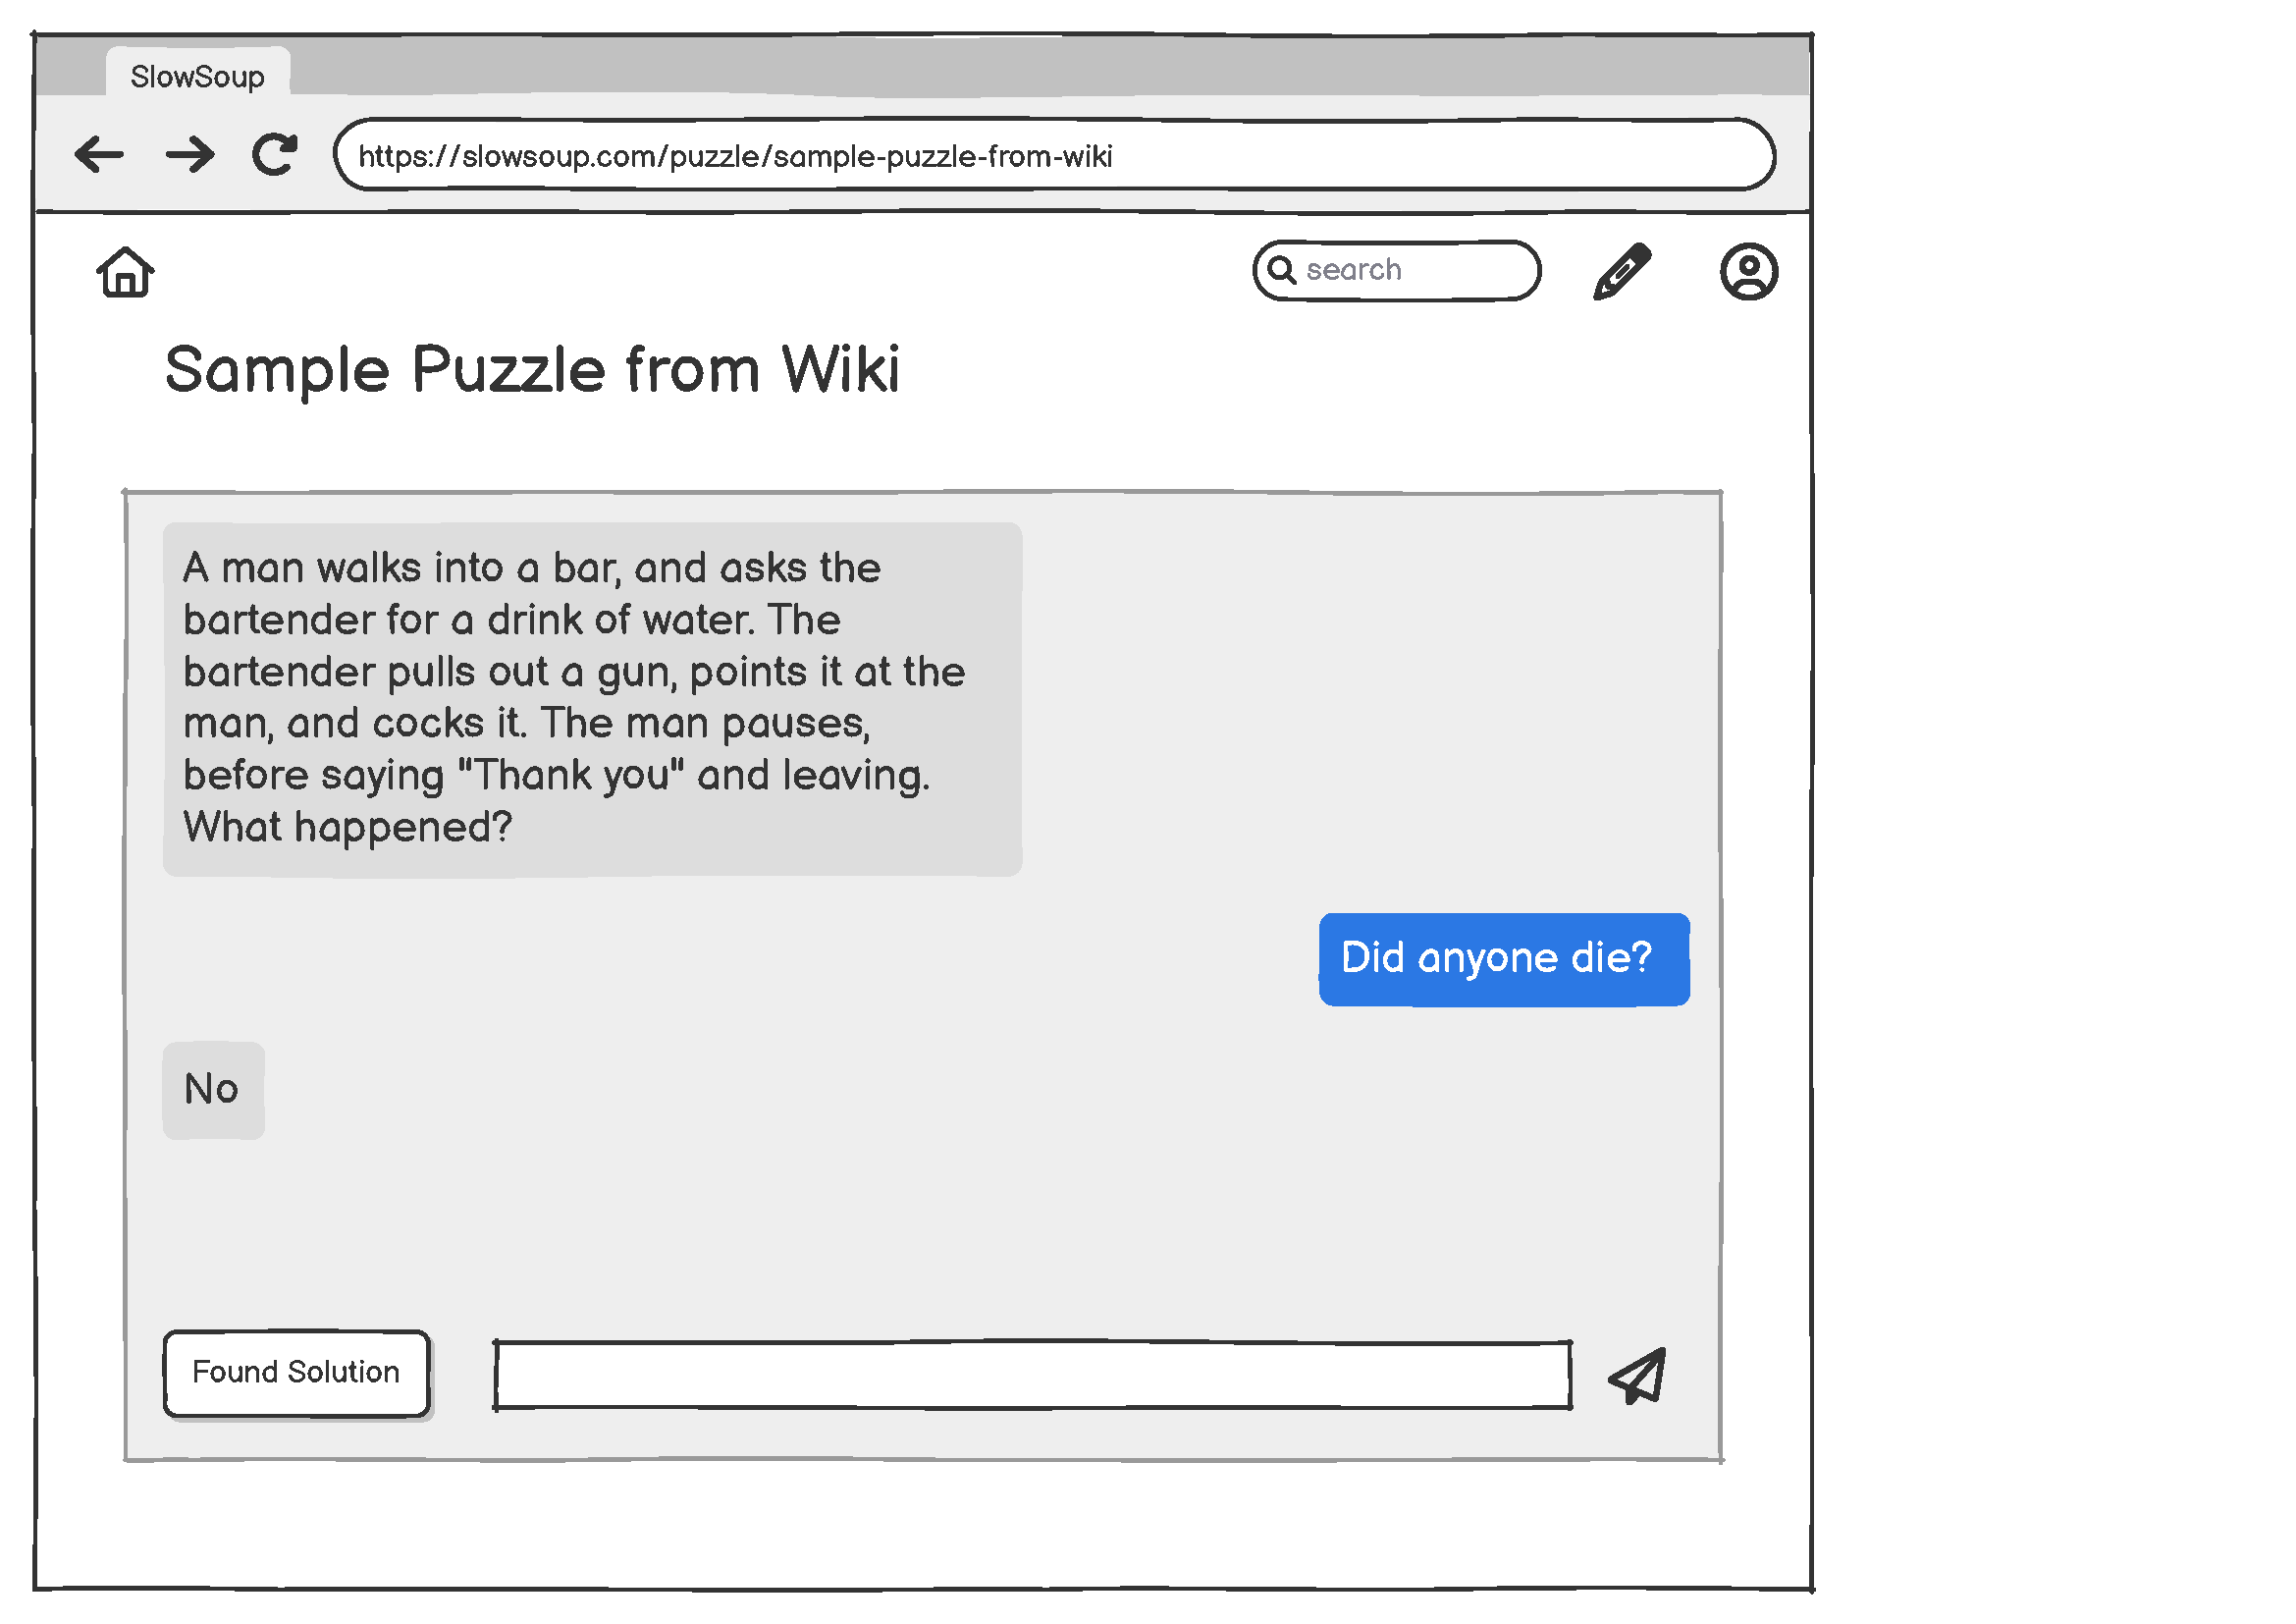 SlowSoup
https://slowsoup.com/puzzle/sample-puzzle-from-wiki
search
Sample Puzzle from Wiki
A man walks into a bar, and asks the
bartender for a drink of water. The
bartender pulls out a gun, points it at the
man, and cocks it. The man pauses,
before saying "Thank you" and leaving.
What happened?
Did anyone die?
No
Found Solution